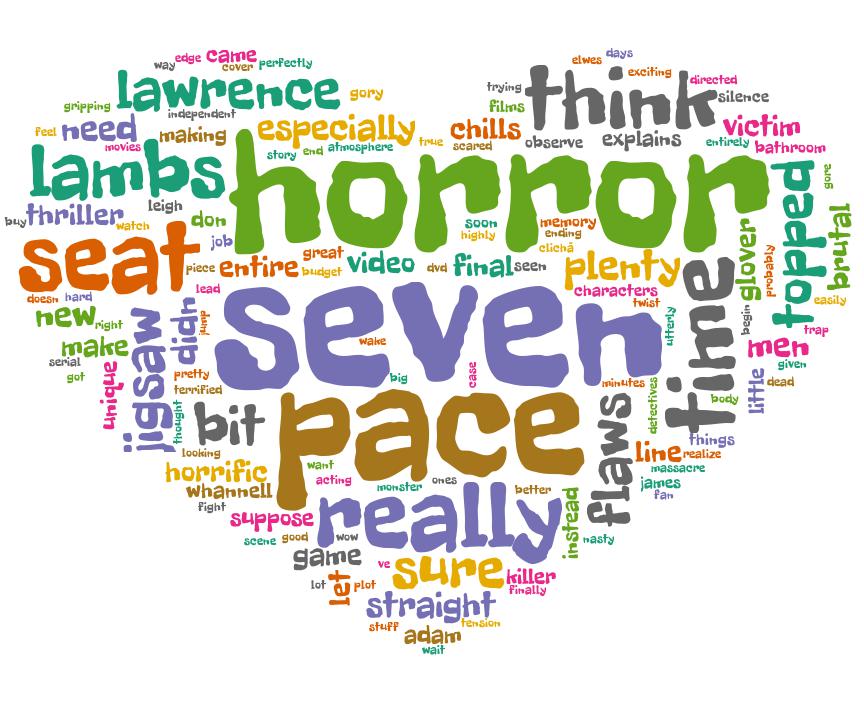 edge came days
way cover perfectly elwes
lawrence gory exciting directed
gripping independent trying think silence
feel need making especially films chills victim
movies true observe explains entirely bathroom
story end atmosphere scared
lambs horror gore
thriller leigh don soon memory topped
buy watch highly ending glover brutal
seat job great clichã probably
piece entire budget video dvd final seen plenty
doesn hard lead seven characters time easily
new right jigsaw didn jump twist utterly begin trap
make wake men
serial given
got unique pretty big case minutes little dead
terrified pace body
thought bit flaws detectives things
looking line realize
horrific want massacre
whannell acting monster ones better james
fight fan
suppose really instead
scene good wow nasty
game ve sure killer
lot let plot finally
straight
stuff adam tension
wait